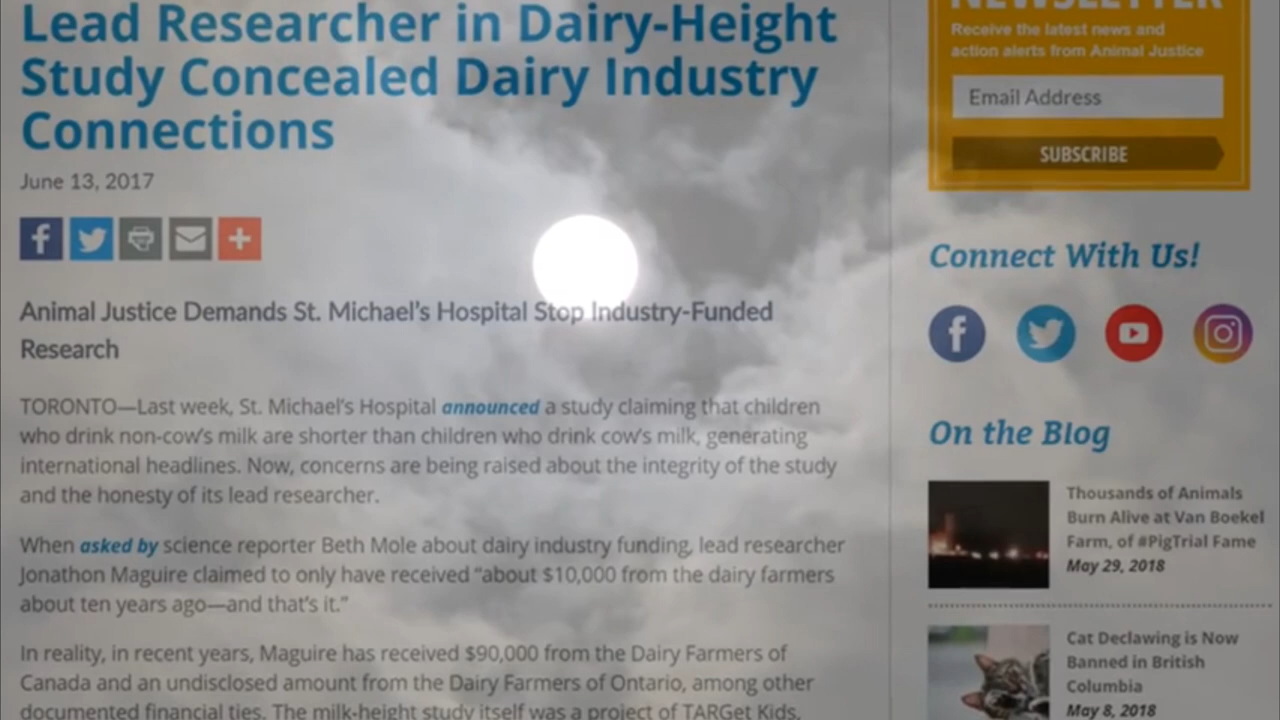 Lead Researcher in Dairy-Height
Study Concealed Dairy Industry
Connections
June 13, 2017
Animal Justice Demands St. Michael's Hospital Stop Industry-Funded
Research
TORONTO—Last week, St. Michael's Hospital announced a study claiming that children
who drink non-cow's milk are shorter than children who drink cow's milk, generating
international headlines. Now, concerns are being raised about the integrity of the study
and the honesty of its lead researcher.
When asked by science reporter Beth Mole about dairy industry funding, lead researcher
Jonathon Maguire claimed to only have received “about $10,000 from the dairy farmers
about ten years ago—and that's it.”
In reality, in recent years, Maguire has received $90,000 from the Dairy Farmers of
Canada and an undisclosed amount from the Dairy Farmers of Ontario, among other
documented financial ties. The milk-height study itself was a project of TARGet Kids,
NEWSLETTER
Receive the latest news and
action alerts from Animal Justice
Email Address
SUBSCRIBE
Connect With Us!
On the Blog
Thousands of Animals
Burn Alive at Van Boekel
Farm, of #PigTrial Fame
May 29, 2018
Cat Declawing is Now
Banned in British
Columbia
May 8, 2018